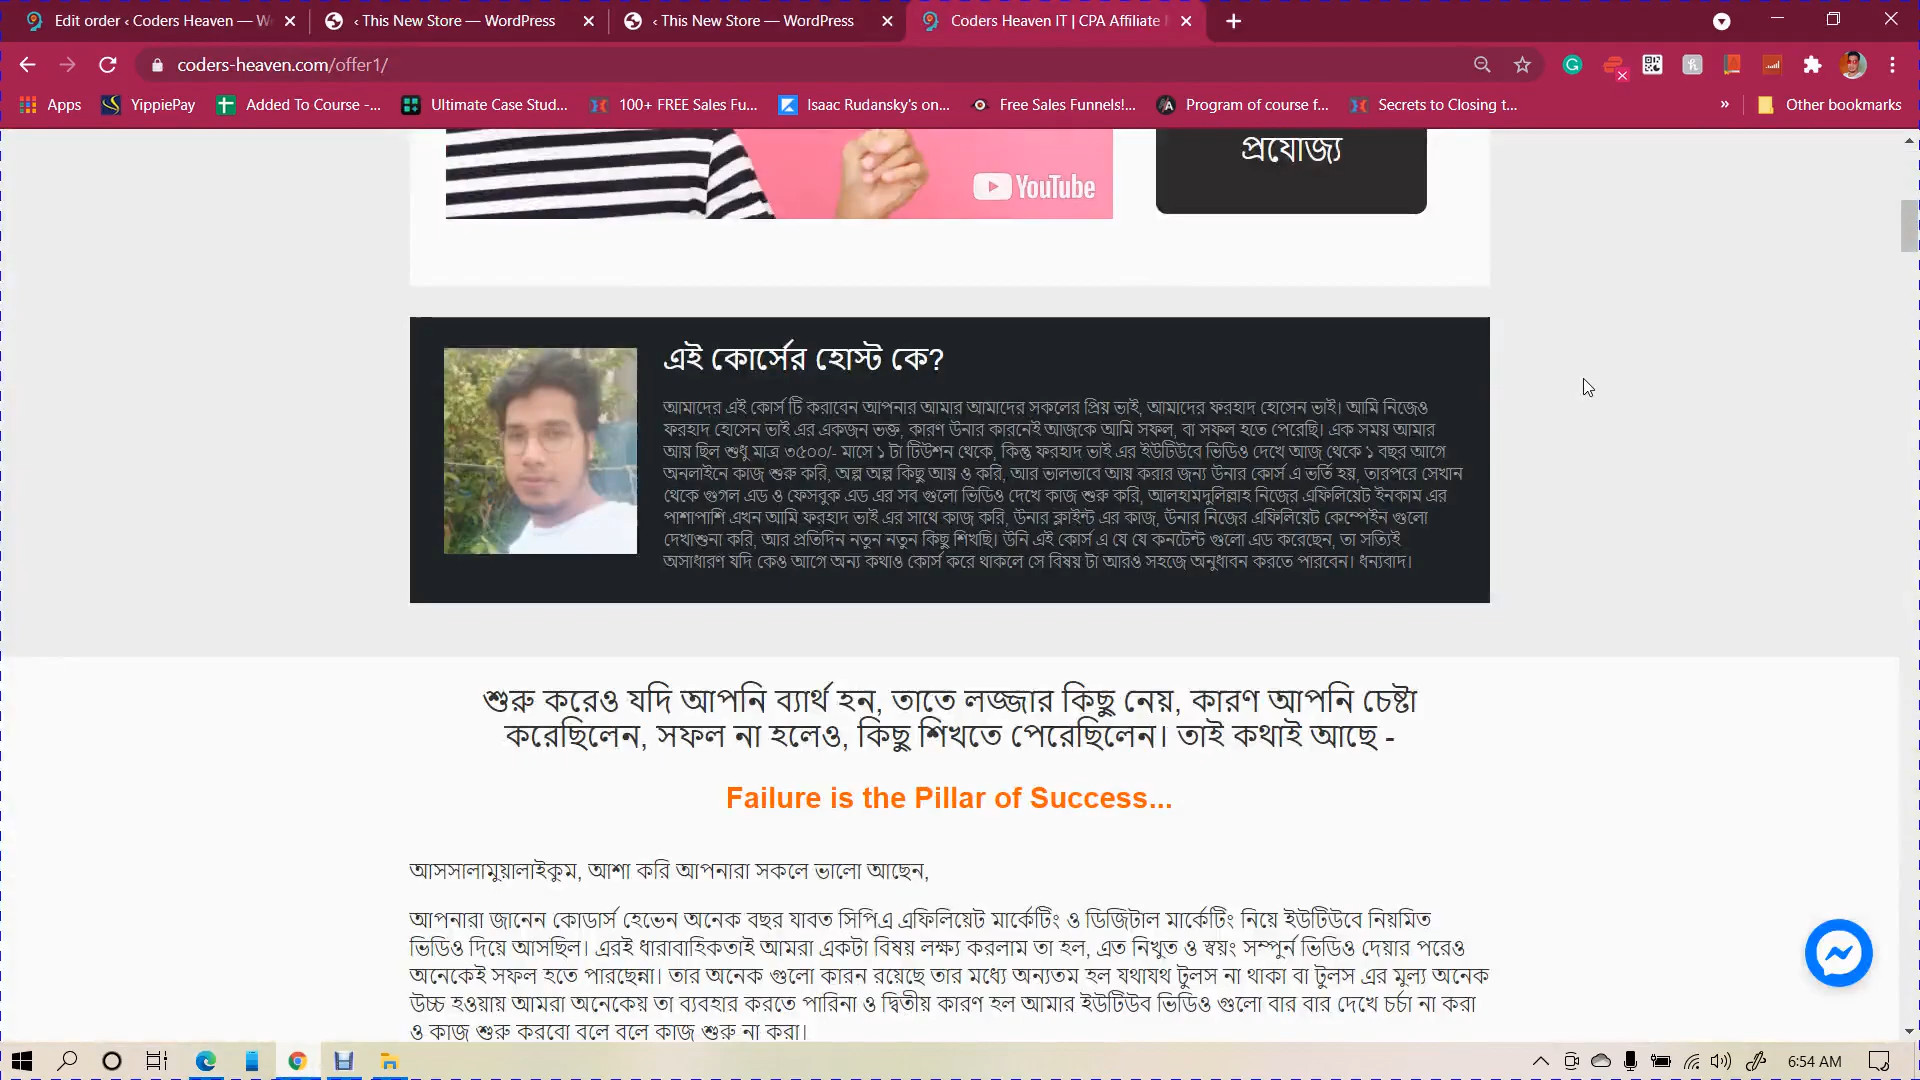 Edit order ‹ Coders Heaven — W
‹ This New Store — WordPress
‹ This New Store — WordPress
Coders Heaven IT | CPA Affiliate
coders-heaven.com/offer1/
Apps
YippiePay
Added To Course -...
Ultimate Case Stud...
100+ FREE Sales Fu...
Isaac Rudansky's on...
Free Sales Funnels!...
Program of course f...
Secrets to Closing t...
»
Other bookmarks
YouTube
প্রযোজ্য
এই কোর্সের হোস্ট কে?
আমাদের এই কোর্স টি করাবেন আপনার আমার আমাদের সকলের প্রিয় ভাই, আমাদের ফরহাদ হোসেন ভাই। আমি নিজেও
ফরহাদ হোসেন ভাই এর একজন ভক্ত, কারণ উনার কারনেই আজকে আমি সফল, বা সফল হতে পেরেছি। এক সময় আমার
আয় ছিল শুধু মাত্র ৩৫০০/- মাসে ১ টা টিউশন থেকে, কিন্তু ফরহাদ ভাই এর ইউটিউবে ভিডিও দেখে আজ থেকে ১ বছর আগে
অনলাইনে কাজ শুরু করি, অল্প অল্প কিছু আয় ও করি, আর ভালভাবে আয় করার জন্য উনার কোর্স এ ভর্তি হয়, তারপরে সেখান
থেকে গুগল এড ও ফেসবুক এড এর সব গুলো ভিডিও দেখে কাজ শুরু করি, আলহামদুলিল্লাহ নিজের এফিলিয়েট ইনকাম এর
পাশাপাশি এখন আমি ফরহাদ ভাই এর সাথে কাজ করি, উনার ক্লাইন্ট এর কাজ, উনার নিজের এফিলিয়েট কেম্পেইন গুলো
দেখাশুনা করি, আর প্রতিদিন নতুন নতুন কিছু শিখছি। উনি এই কোর্স এ যে যে কনটেন্ট গুলো এড করেছেন, তা সত্যিই
অসাধারণ যদি কেও আগে অন্য কথাও কোর্স করে থাকলে সে বিষয় টা আরও সহজে অনুধাবন করতে পারবেন। ধন্যবাদ।
শুরু করেও যদি আপনি ব্যার্থ হন, তাতে লজ্জার কিছু নেয়, কারণ আপনি চেষ্টা
করেছিলেন, সফল না হলেও, কিছু শিখতে পেরেছিলেন। তাই কথাই আছে -
Failure is the Pillar of Success...
আসসালামুয়ালাইকুম, আশা করি আপনারা সকলে ভালো আছেন,
আপনারা জানেন কোডার্স হেভেন অনেক বছর যাবত সিপিএ এফিলিয়েট মার্কেটিং ও ডিজিটাল মার্কেটিং নিয়ে ইউটিউবে নিয়মিত
ভিডিও দিয়ে আসছিল। এরই ধারাবাহিকতাই আমরা একটা বিষয় লক্ষ্য করলাম তা হল, এত নিখুত ও স্বয়ং সম্পুর্ন ভিডিও দেয়ার পরেও
অনেকেই সফল হতে পারছেন্না। তার অনেক গুলো কারন রয়েছে তার মধ্যে অন্যতম হল যথাযথ টুলস না থাকা বা টুলস এর মুল্য অনেক
উচ্চ হওয়ায় আমরা অনেকেয় তা ব্যবহার করতে পারিনা ও দ্বিতীয় কারণ হল আমার ইউটিউব ভিডিও গুলো বার বার দেখে চর্চা না করা
ও কাজ শুরু করবো বলে বলে কাজ শুরু না করা।
6:54 AM